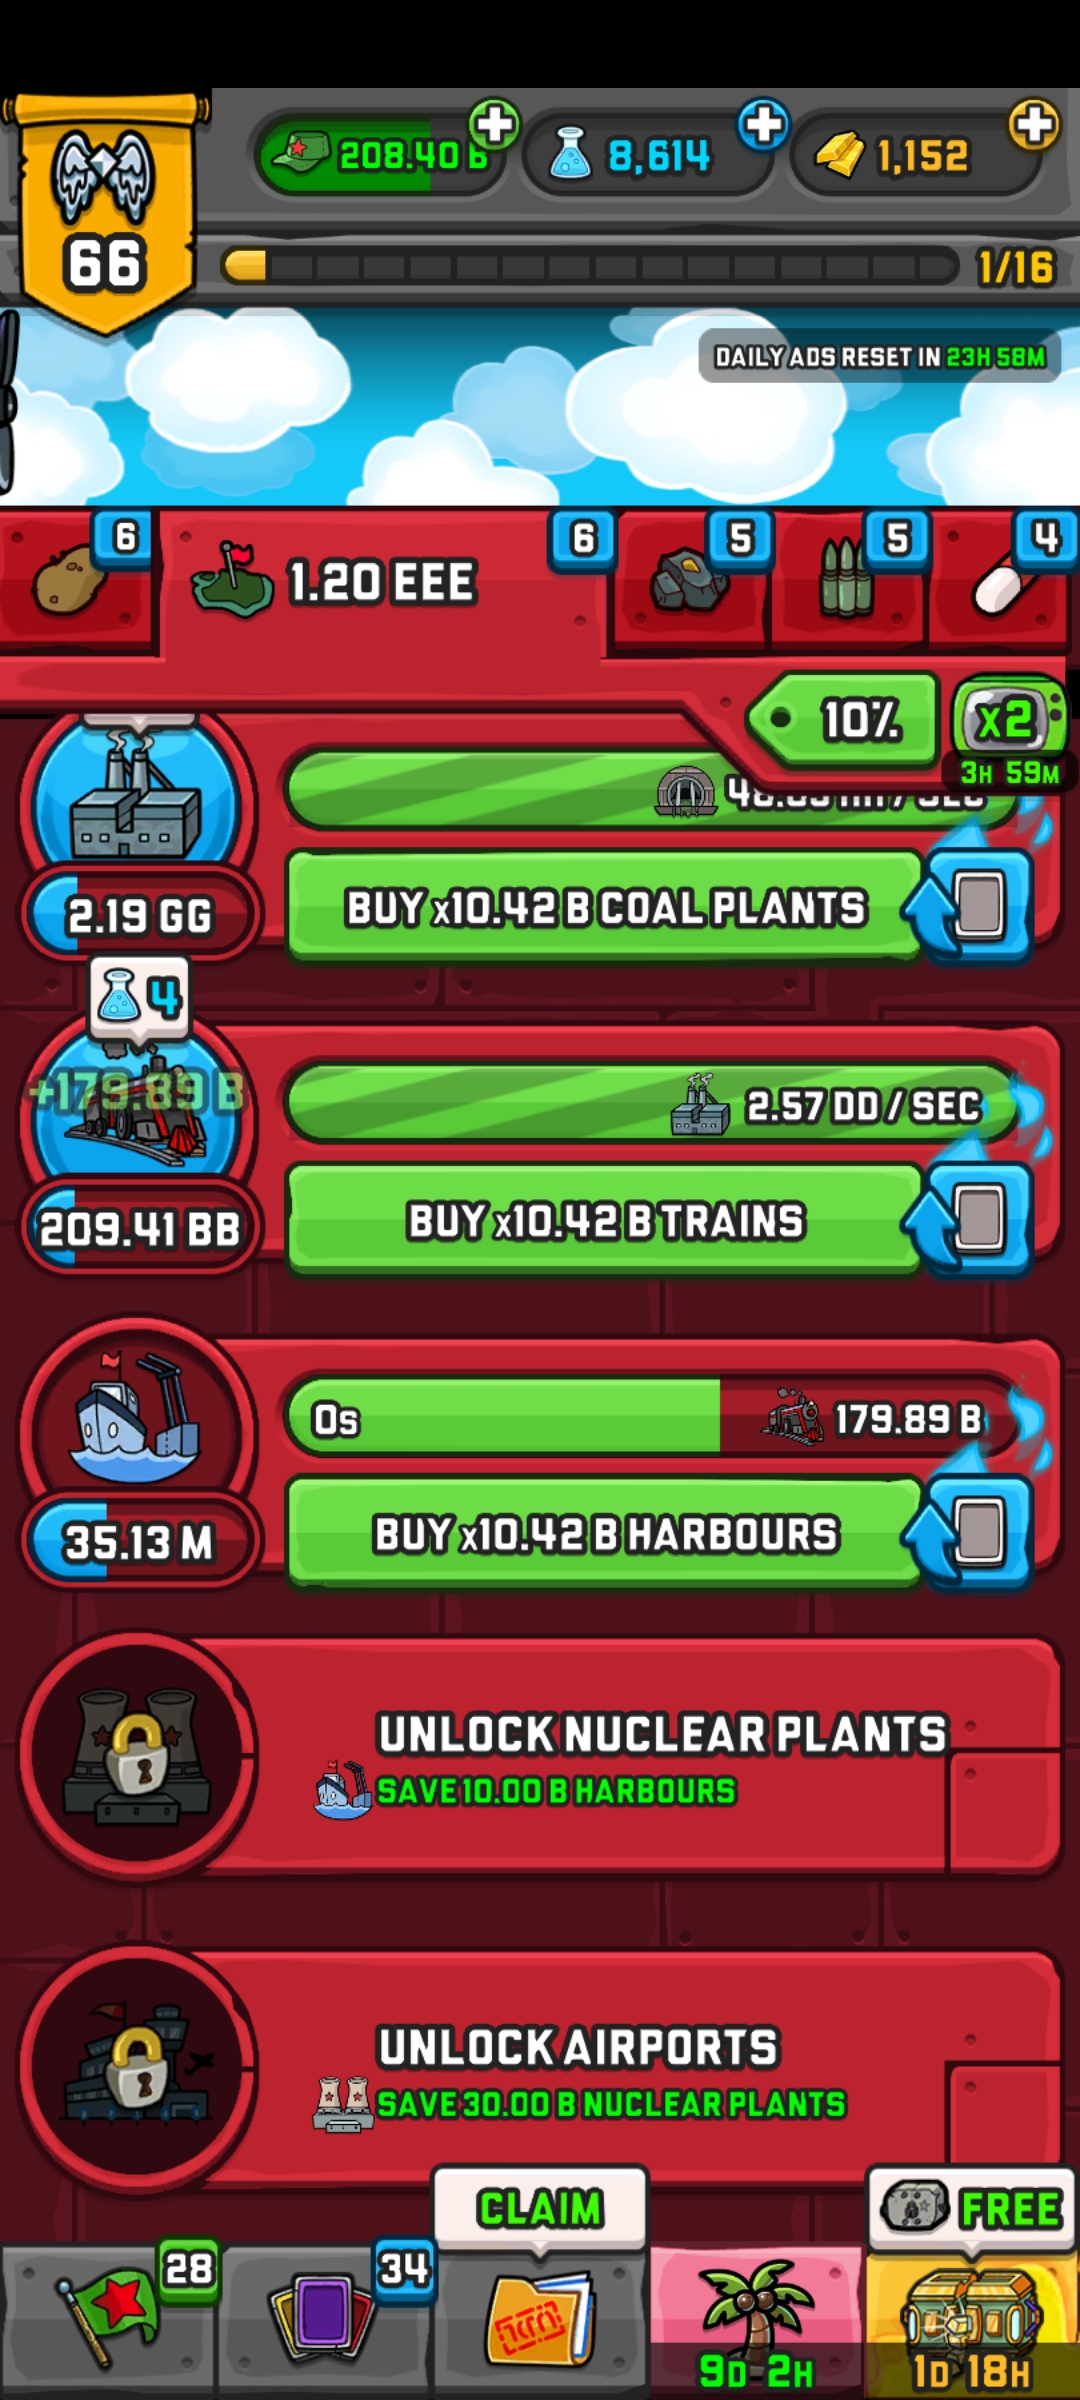 208.40 B
8,614
1,152
66
1/16
DAILY ADS RESET IN 23H 58M
6
1.20 EEE
6
5
5
4
10%
x2
3H 59M
2.19 GG
BUY x10.42 B COAL PLANTS
4
+179.89 B
2.57 DD / SEC
209.41 BB
BUY x10.42 B TRAINS
0s
179.89 B
35.13 M
BUY x10.42 B HARBOURS
UNLOCK NUCLEAR PLANTS
SAVE 10.00 B HARBOURS
UNLOCK AIRPORTS
SAVE 30.00 B NUCLEAR PLANTS
CLAIM
FREE
28
34
9D 2H
1D 18H